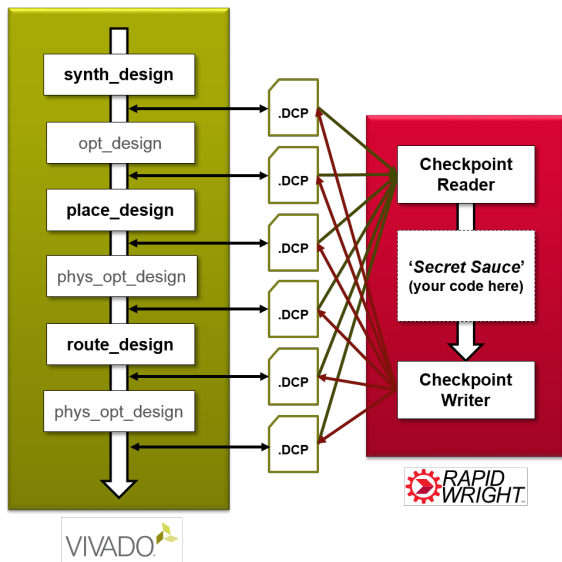 synth_design
opt_design
place_design
phys_opt_design
route_design
phys_opt_design
.DCP
.DCP
.DCP
.DCP
.DCP
.DCP
Checkpoint
Reader
‘Secret Sauce’
(your code here)
Checkpoint
Writer
VIVADO
RAPID
WRIGHT